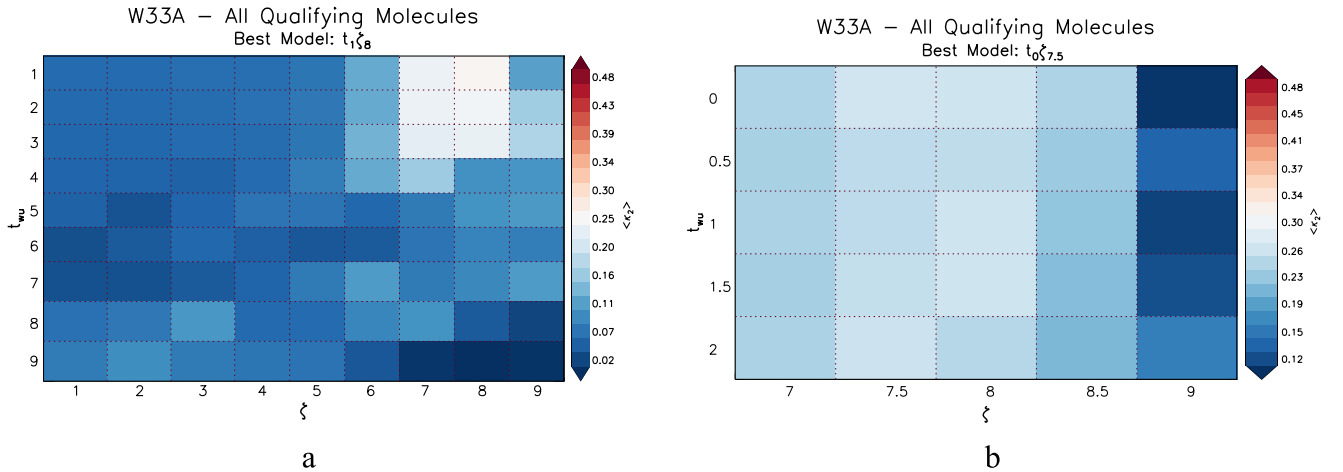 W33A – All Qualifying Molecules
Best Model: t₁ζ₈
t_wu
1
2
3
4
5
6
7
8
9
1 2 3 4 5 6 7 8 9
ζ
0.48
0.43
0.39
0.34
0.30
0.25
0.20
0.16
0.11
0.07
0.02
<κ₂>
a
W33A – All Qualifying Molecules
Best Model: t₀ζ₇.₅
t_wu
0
0.5
1
1.5
2
7 7.5 8 8.5 9
ζ
0.48
0.45
0.41
0.37
0.34
0.30
0.26
0.23
0.19
0.15
0.12
<κ₂>
b